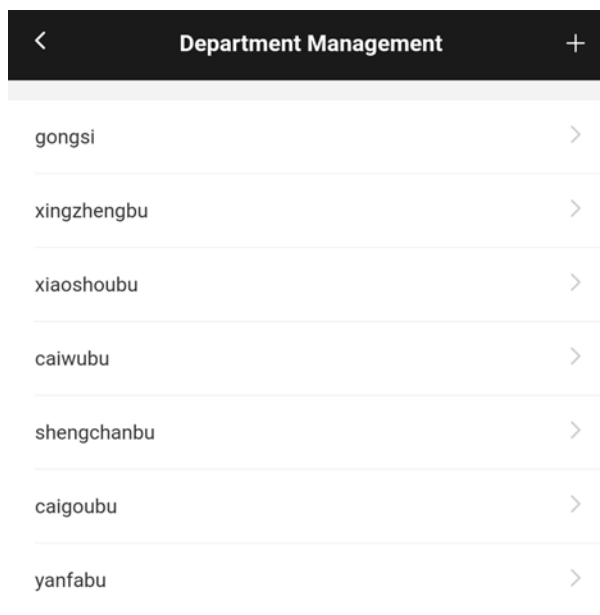 Department Management
gongsi
xingzhengbu
xiaoshoubu
caiwubu
shengchanbu
caigoubu
yanfabu